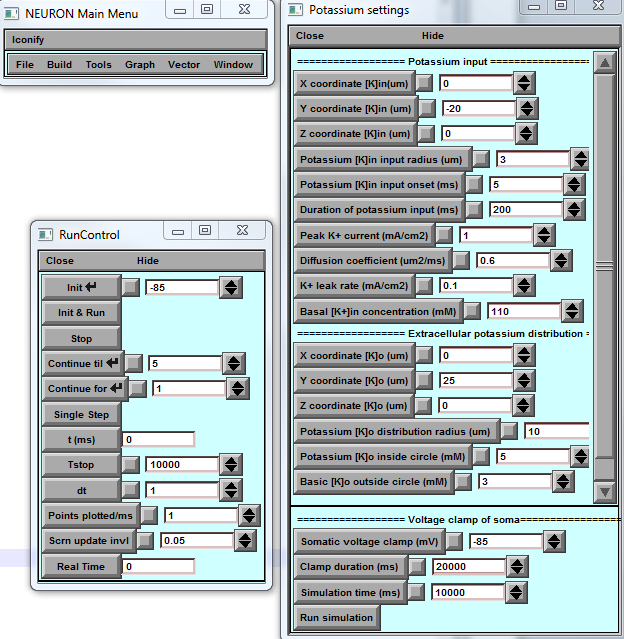 NEURON Main Menu
Iconify
File Build Tools Graph Vector Window
RunControl
Close Hide
Init -85
Init & Run
Stop
Continue til 5
Continue for 1
Single Step
t (ms) 0
Tstop 10000
dt 1
Points plotted/ms 1
Scrn update invl 0.05
Real Time 0
Potassium settings
Close Hide
================= Potassium input =================
X coordinate [K]in(um) 0
Y coordinate [K]in (um) -20
Z coordinate [K]in (um) 0
Potassium [K]in input radius (um) 3
Potassium [K]in input onset (ms) 5
Duration of potassium input (ms) 200
Peak K+ current (mA/cm2) 1
Diffusion coefficient (um2/ms) 0.6
K+ leak rate (mA/cm2) 0.1
Basal [K+]in concentration (mM) 110
================= Extracellular potassium distribution =
X coordinate [K]o (um) 0
Y coordinate [K]o (um) 25
Z coordinate [K]o (um) 0
Potassium [K]o distribution radius (um) 10
Potassium [K]o inside circle (mM) 5
Basic [K]o outside circle (mM) 3
================= Voltage clamp of soma=================
Somatic voltage clamp (mV) -85
Clamp duration (ms) 20000
Simulation time (ms) 10000
Run simulation